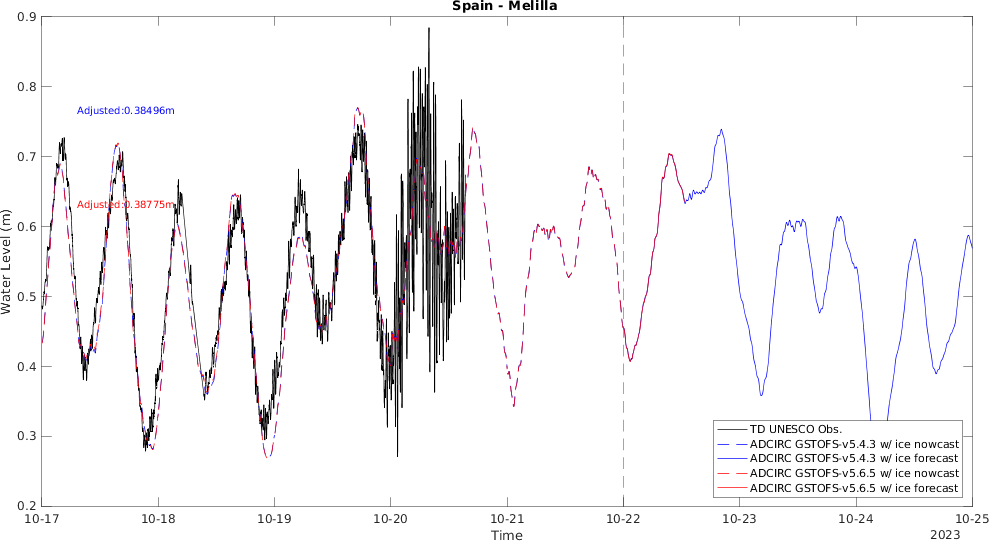 Spain - Melilla
0.9
0.8
0.7
0.6
0.5
0.4
0.3
0.2
Water Level (m)
Adjusted:0.38496m
Adjusted:0.38775m
TD UNESCO Obs.
ADCIRC GSTOFS-v5.4.3 w/ ice nowcast
ADCIRC GSTOFS-v5.4.3 w/ ice forecast
ADCIRC GSTOFS-v5.6.5 w/ ice nowcast
ADCIRC GSTOFS-v5.6.5 w/ ice forecast
10-17 10-18 10-19 10-20 10-21 10-22 10-23 10-24 10-25
Time
2023